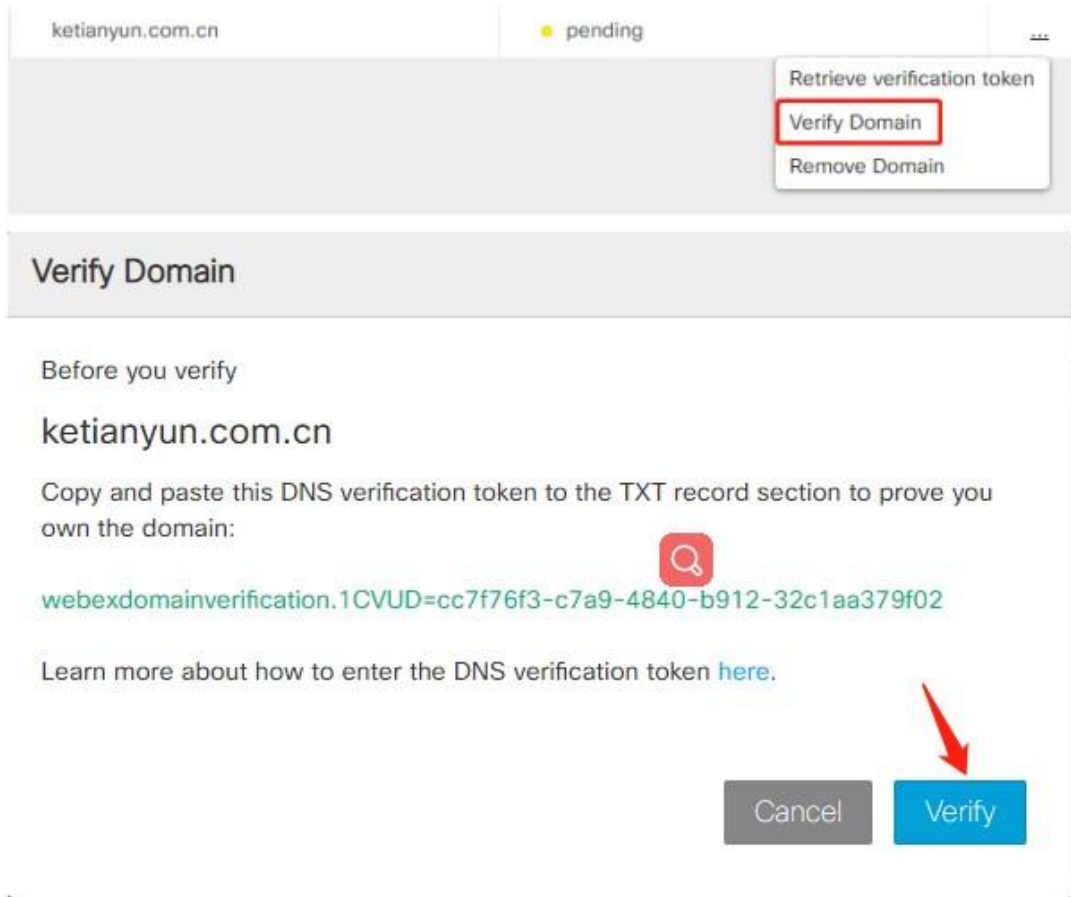 ketianyun.com.cn
pending
...
Retrieve verification token
Verify Domain
Remove Domain
Verify Domain
Before you verify
ketianyun.com.cn
Copy and paste this DNS verification token to the TXT record section to prove you
own the domain:
webexdomainverification.1CVUD=cc7f76f3-c7a9-4840-b912-32c1aa379f02
Learn more about how to enter the DNS verification token here.
Cancel
Verify